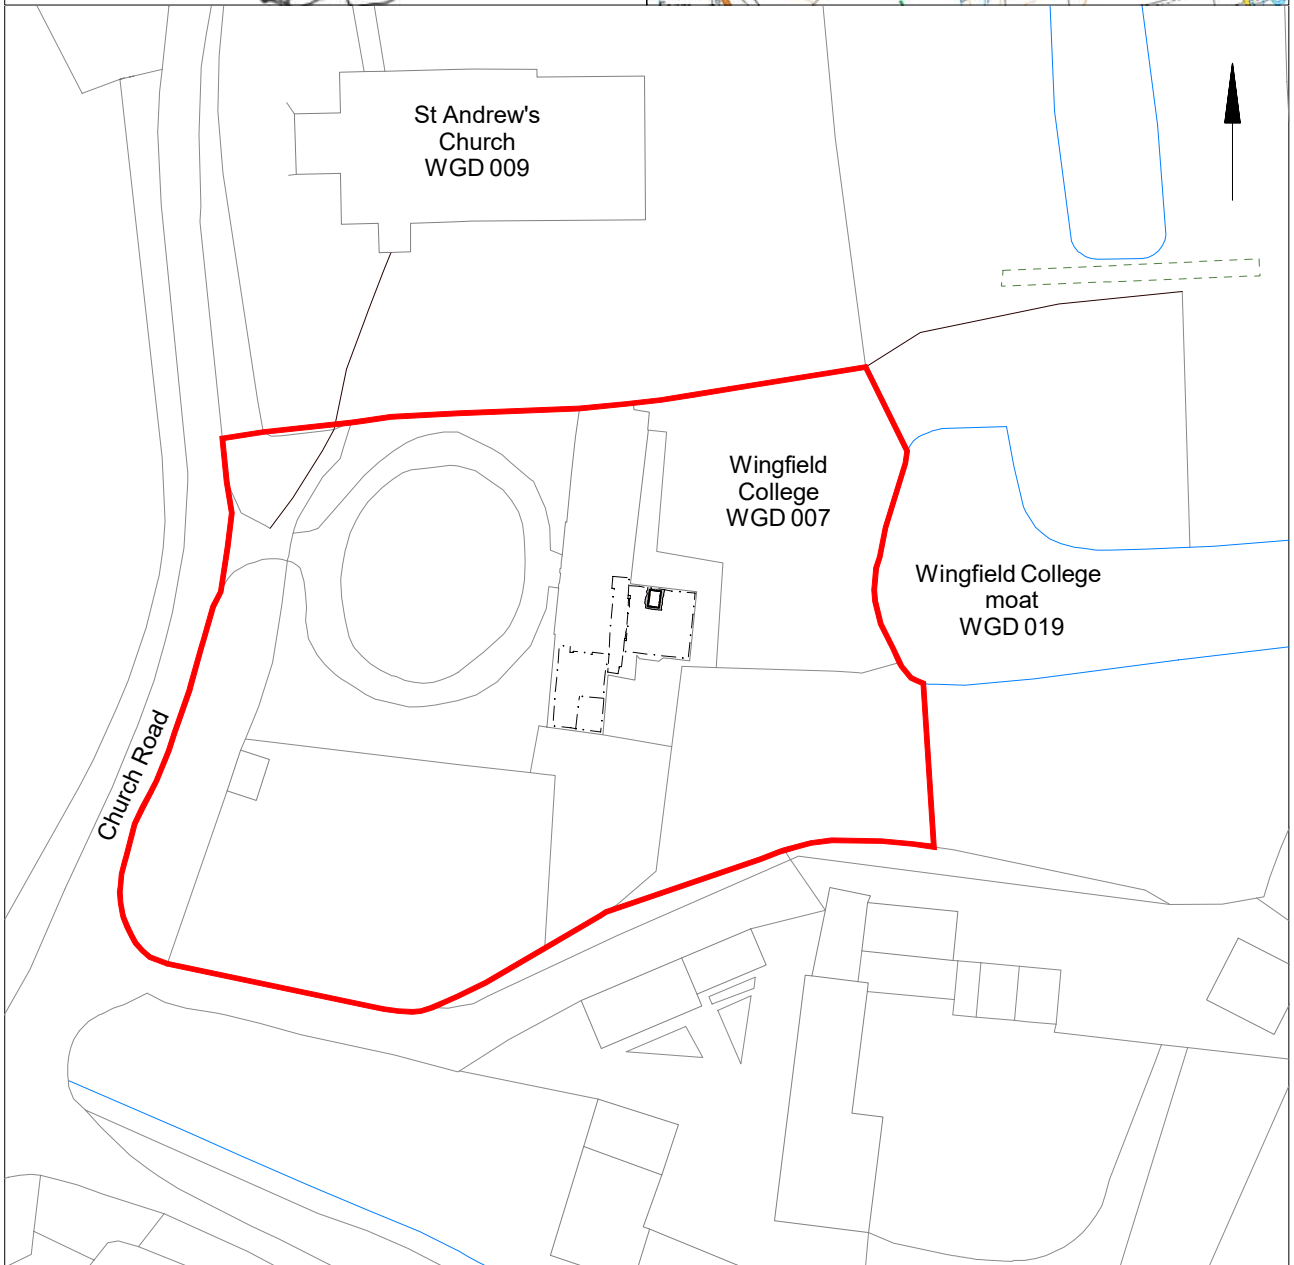 St Andrew's
Church
WGD 009
Wingfield
College
WGD 007
Wingfield College
moat
WGD 019
Church Road